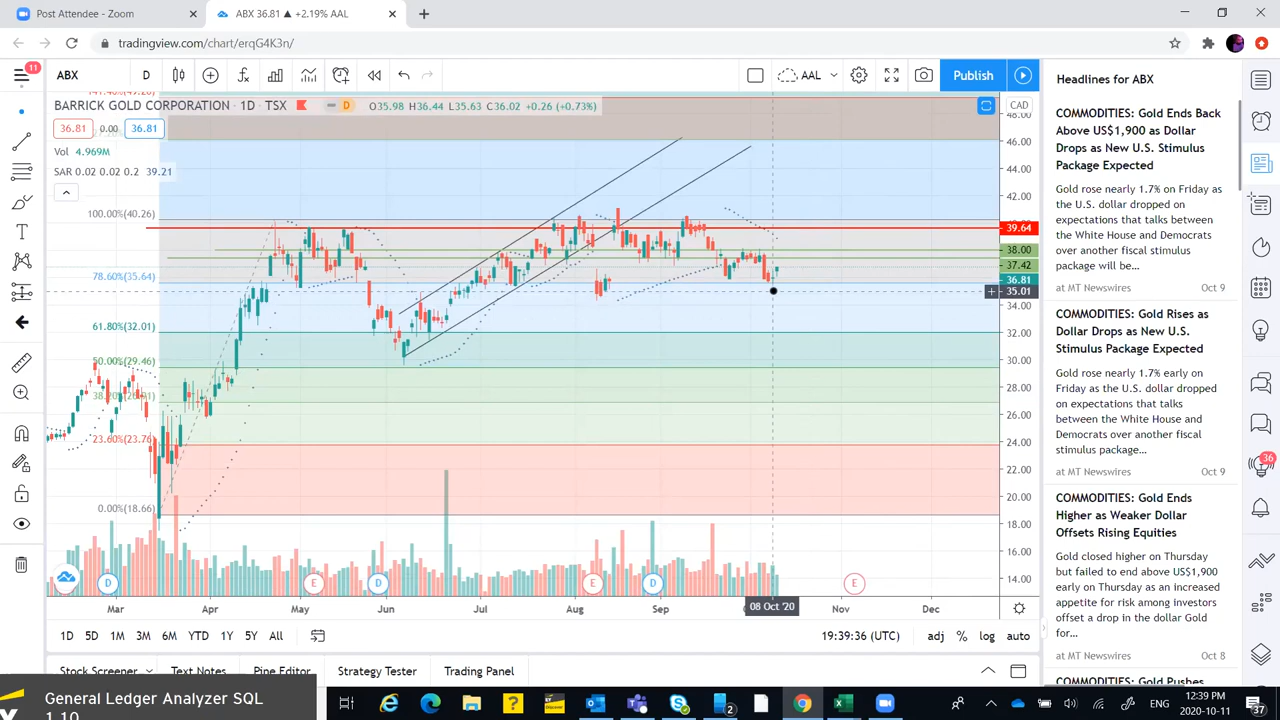 Post Attendee - Zoom
ABX 36.81 ▲ +2.19% AAL
tradingview.com/chart/erqG4K3n/
11
ABX
D
AAL
Publish
Headlines for ABX
BARRICK GOLD CORPORATION · 1D · TSX
D
O35.98 H36.44 L35.63 C36.02 +0.26 (+0.73%)
36.81 0.00 36.81
Vol 4.969M
SAR 0.02 0.02 0.2 39.21
100.00%(40.26)
78.60%(35.64)
61.80%(32.01)
50.00%(29.46)
23.60%(23.76)
0.00%(18.66)
CAD
48.00
46.00
44.00
42.00
39.64
38.00
37.42
36.81
35.01
34.00
32.00
30.00
28.00
26.00
24.00
22.00
20.00
18.00
16.00
14.00
D
E
D
E
D
E
Mar
Apr
May
Jun
Jul
Aug
Sep
08 Oct '20
Nov
Dec
1D 5D 1M 3M 6M YTD 1Y 5Y All
19:39:36 (UTC)
adj % log auto
Stock Screener
Text Notes
Pine Editor
Strategy Tester
Trading Panel
COMMODITIES: Gold Ends Back
Above US$1,900 as Dollar
Drops as New U.S. Stimulus
Package Expected
Gold rose nearly 1.7% on Friday as
the U.S. dollar dropped on
expectations that talks between
the White House and Democrats
over another fiscal stimulus
package will be...
at MT Newswires
Oct 9
COMMODITIES: Gold Rises as
Dollar Drops as New U.S.
Stimulus Package Expected
Gold rose nearly 1.7% early on
Friday as the U.S. dollar dropped
on expectations that talks
between the White House and
Democrats over another fiscal
stimulus package...
at MT Newswires
Oct 9
COMMODITIES: Gold Ends
Higher as Weaker Dollar
Offsets Rising Equities
Gold closed higher on Thursday
but failed to end above US$1,900
early on Thursday as an increased
appetite for risk among investors
offset a drop in the dollar Gold
for...
at MT Newswires
Oct 8
COMMODITIES: Gold Pushes
36
General Ledger Analyzer SQL
1.10
2
ENG
12:39 PM
2020-10-11
37